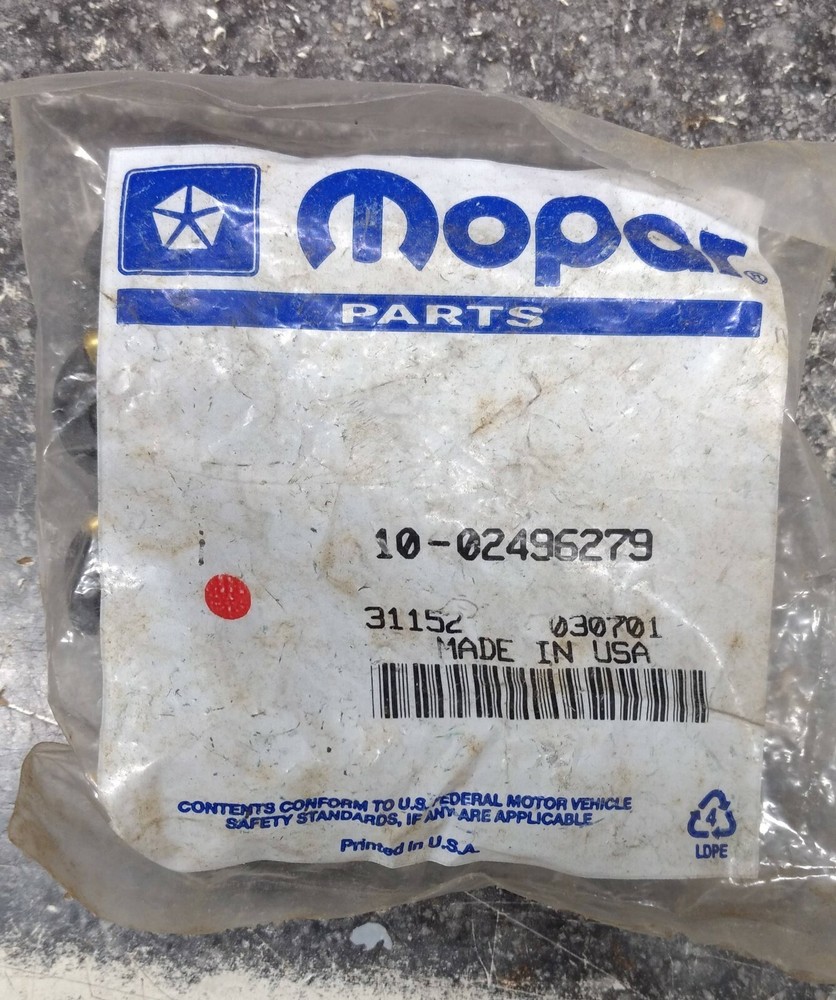 Mopar®
PARTS
10-02496279
31152 030701
MADE IN USA
CONTENTS CONFORM TO U.S. FEDERAL MOTOR VEHICLE
SAFETY STANDARDS, IF ANY ARE APPLICABLE
Printed in U.S.A.
4
LDPE